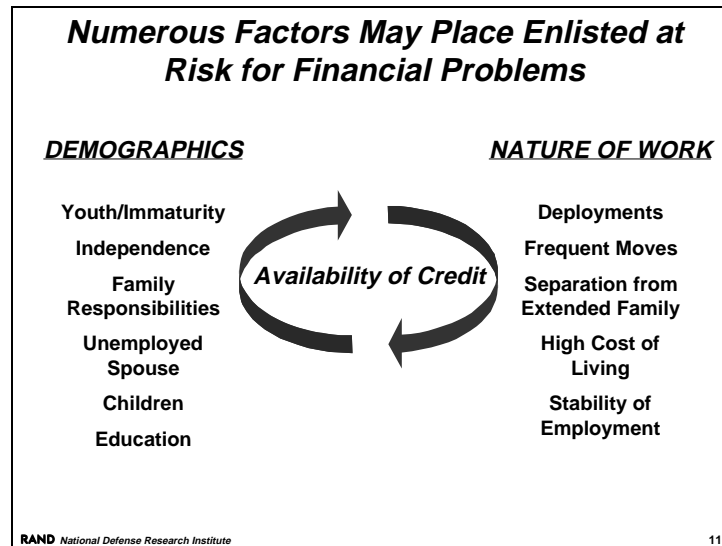 Numerous Factors May Place Enlisted at
Risk for Financial Problems
DEMOGRAPHICS
Youth/Immaturity
Independence
Family
Responsibilities
Unemployed
Spouse
Children
Education
Availability of Credit
NATURE OF WORK
Deployments
Frequent Moves
Separation from
Extended Family
High Cost of
Living
Stability of
Employment
RAND National Defense Research Institute
11